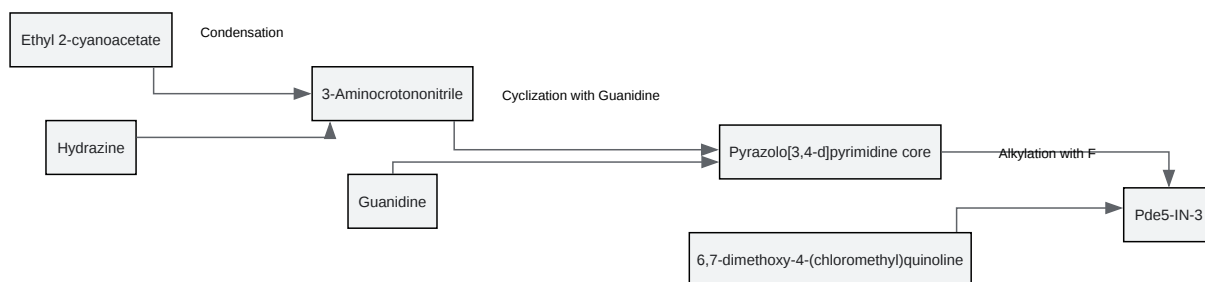 Ethyl 2-cyanoacetate
Condensation
3-Aminocrotononitrile
Cyclization with Guanidine
Hydrazine
Pyrazolo[3,4-d]pyrimidine core
Alkylation with F
Guanidine
Pde5-IN-3
6,7-dimethoxy-4-(chloromethyl)quinoline